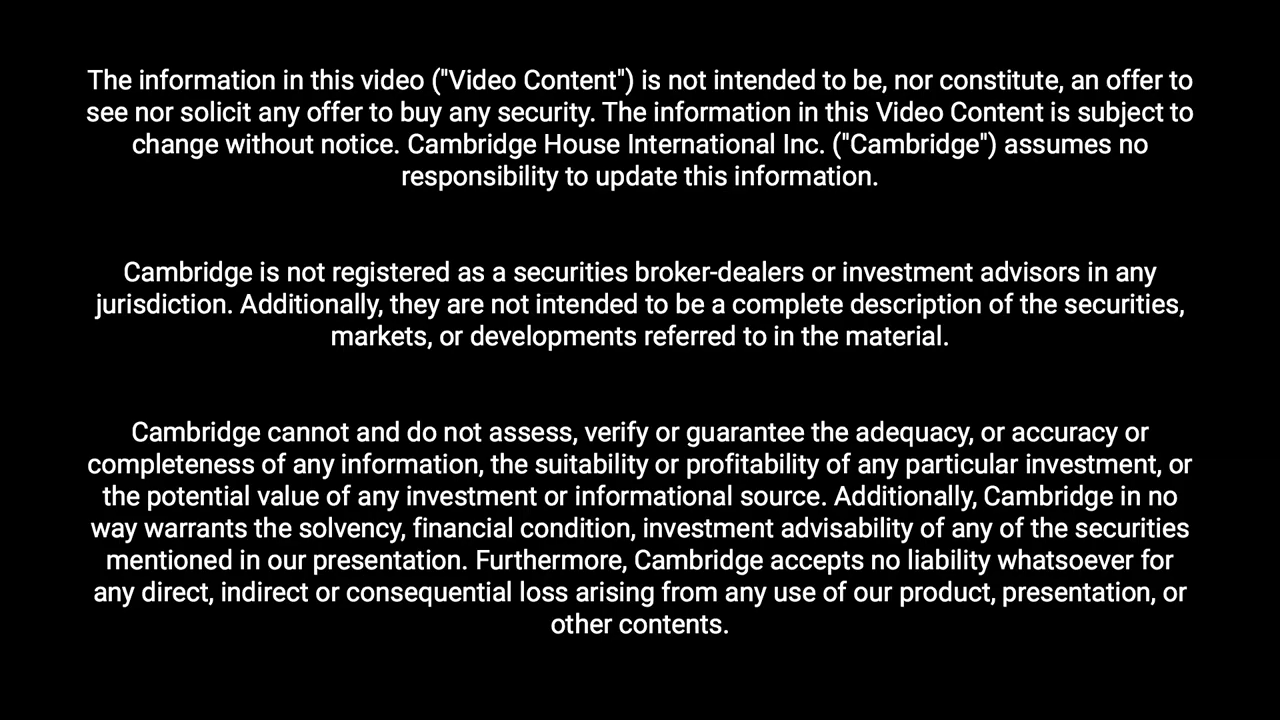 The information in this video ("Video Content") is not intended to be, nor constitute, an offer to
see nor solicit any offer to buy any security. The information in this Video Content is subject to
change without notice. Cambridge House International Inc. ("Cambridge") assumes no
responsibility to update this information.
Cambridge is not registered as a securities broker-dealers or investment advisors in any
jurisdiction. Additionally, they are not intended to be a complete description of the securities,
markets, or developments referred to in the material.
Cambridge cannot and do not assess, verify or guarantee the adequacy, or accuracy or
completeness of any information, the suitability or profitability of any particular investment, or
the potential value of any investment or informational source. Additionally, Cambridge in no
way warrants the solvency, financial condition, investment advisability of any of the securities
mentioned in our presentation. Furthermore, Cambridge accepts no liability whatsoever for
any direct, indirect or consequential loss arising from any use of our product, presentation, or
other contents.